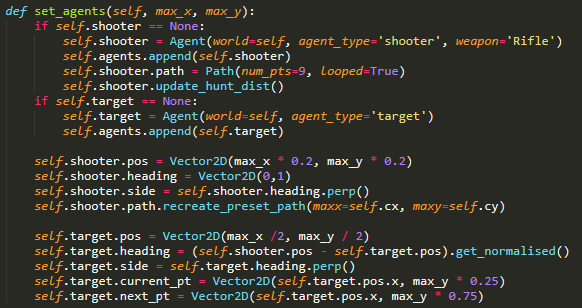 def set_agents(self, max_x, max_y):
    if self.shooter == None:
        self.shooter = Agent(world=self, agent_type='shooter', weapon='Rifle')
        self.agents.append(self.shooter)
        self.shooter.path = Path(num_pts=9, looped=True)
        self.shooter.update_hunt_dist()
    if self.target == None:
        self.target = Agent(world=self, agent_type='target')
        self.agents.append(self.target)

    self.shooter.pos = Vector2D(max_x * 0.2, max_y * 0.2)
    self.shooter.heading = Vector2D(0,1)
    self.shooter.side = self.shooter.heading.perp()
    self.shooter.path.recreate_preset_path(maxx=self.cx, maxy=self.cy)

    self.target.pos = Vector2D(max_x /2, max_y / 2)
    self.target.heading = (self.shooter.pos - self.target.pos).get_normalised()
    self.target.side = self.target.heading.perp()
    self.target.current_pt = Vector2D(self.target.pos.x, max_y * 0.25)
    self.target.next_pt = Vector2D(self.target.pos.x, max_y * 0.75)